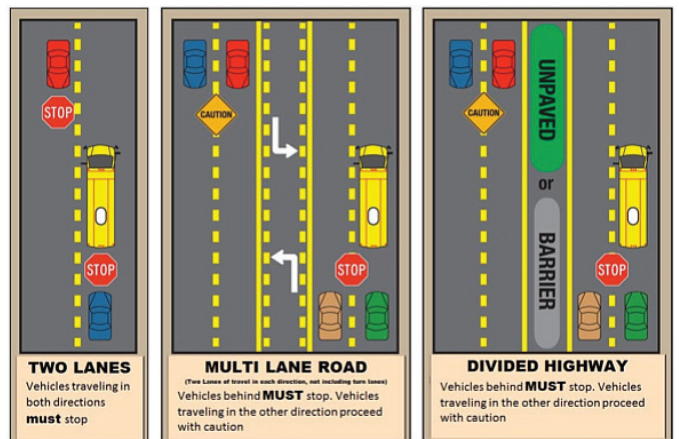 STOP
STOP
TWO LANES
Vehicles traveling in
both directions
must stop
CAUTION
STOP
MULTI LANE ROAD
(Two Lanes of travel in each direction, not including turn lanes)
Vehicles behind MUST stop. Vehicles
traveling in the other direction proceed
with caution
CAUTION
UNPAVED
or
BARRIER
STOP
DIVIDED HIGHWAY
Vehicles behind MUST stop. Vehicles
traveling in the other direction proceed
with caution